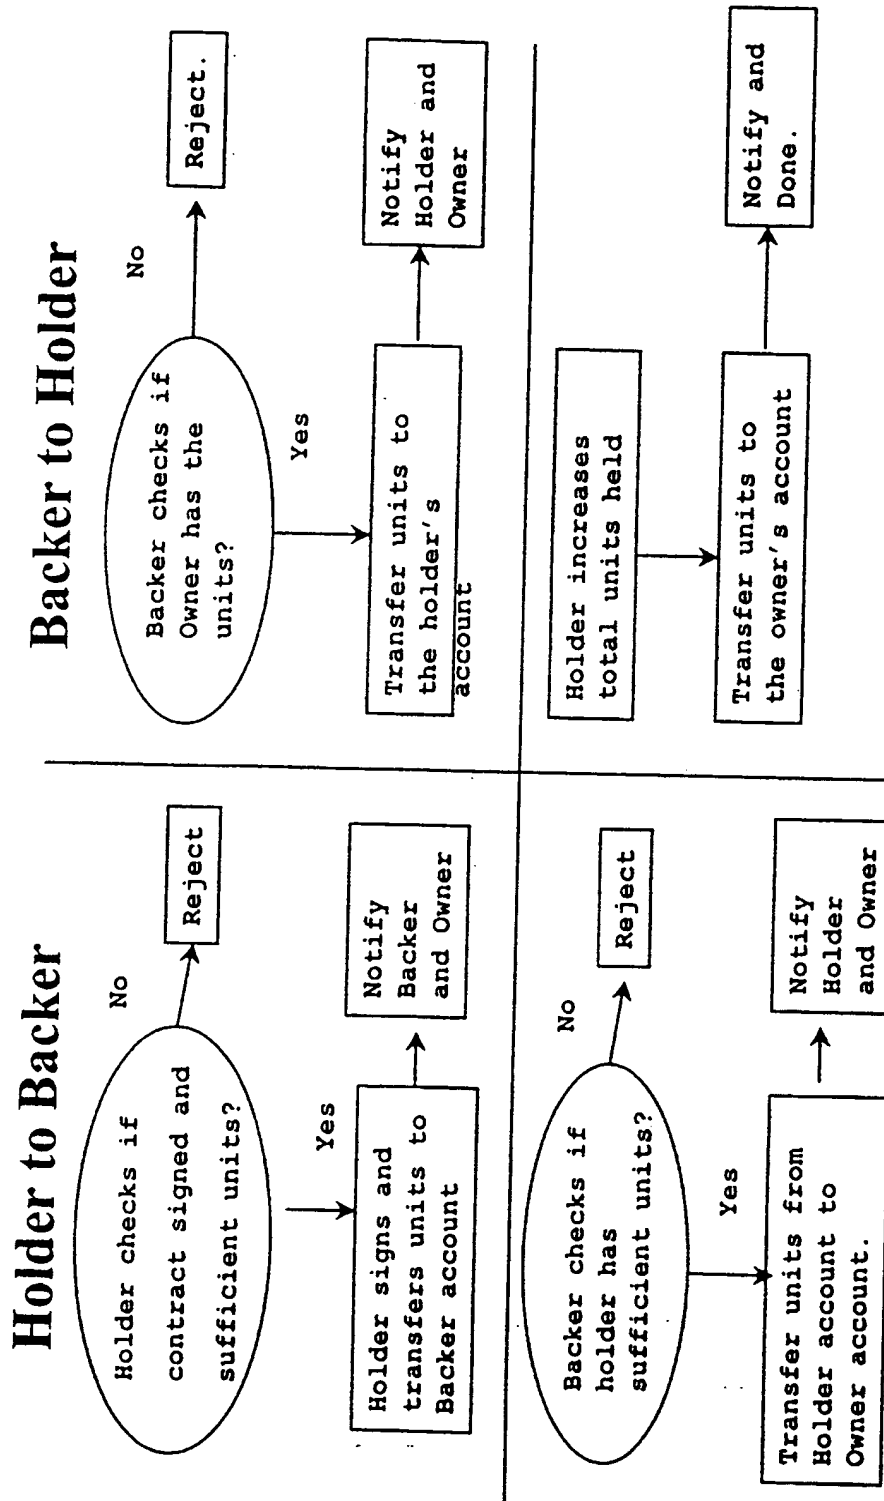 Holder to Backer
Holder checks if
contract signed and
sufficient units?
No
Reject
Yes
Holder signs and
transfers units to
Backer account
Notify
Backer
and Owner
Backer checks if
holder has
sufficient units?
No
Reject
Yes
Transfer units from
Holder account to
Owner account.
Notify
Holder
and Owner
Backer to Holder
Backer checks if
Owner has the
units?
No
Reject.
Yes
Transfer units to
the holder's
account
Notify
Holder and
Owner
Holder increases
total units held
Transfer units to
the owner's account
Notify and
Done.